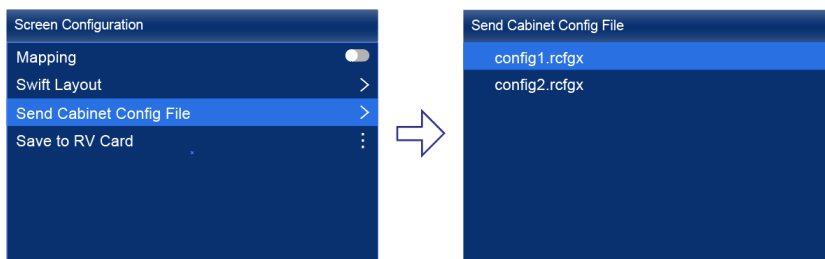 Screen Configuration
Mapping
Swift Layout
Send Cabinet Config File
Save to RV Card
Send Cabinet Config File
config1.rcfgx
config2.rcfgx